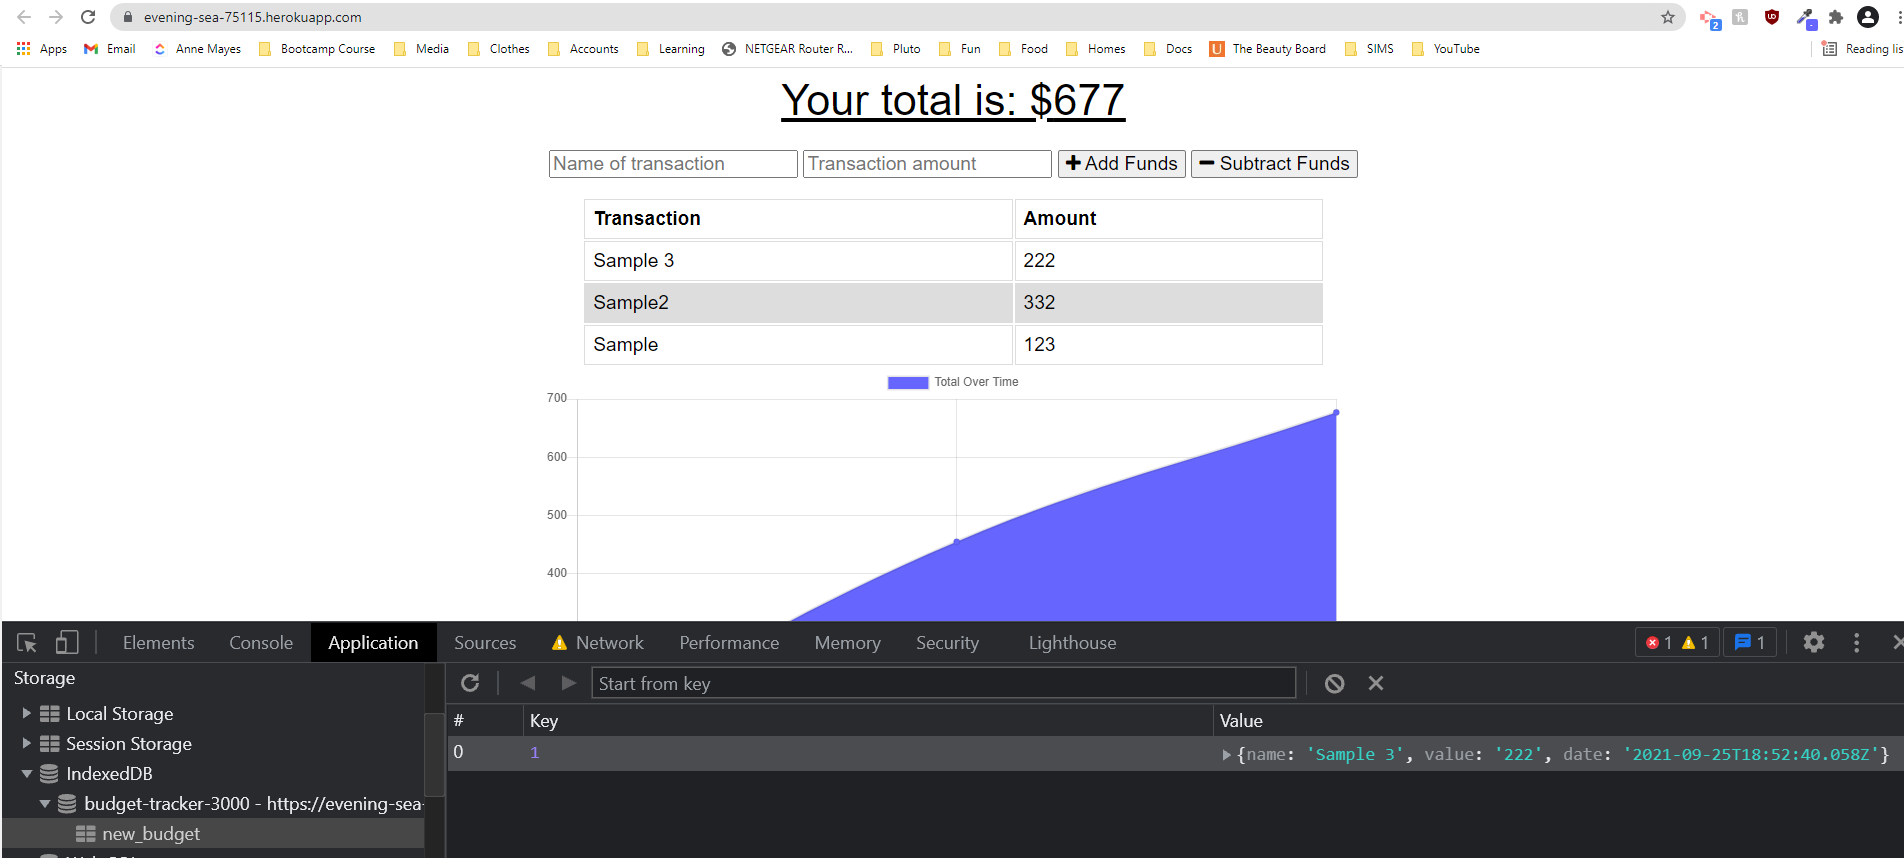 evening-sea-75115.herokuapp.com
2
UD
-
Apps Email Anne Mayes Bootcamp Course Media Clothes Accounts Learning NETGEAR Router R... Pluto Fun Food Homes Docs U The Beauty Board SIMS YouTube Reading lis
Your total is: $677
Name of transaction Transaction amount Add Funds Subtract Funds
Transaction Amount
Sample 3 222
Sample2 332
Sample 123
Total Over Time
700
600
500
400
Elements Console Application Sources Network Performance Memory Security Lighthouse 1 1 1
Storage
Start from key
Local Storage
# Key Value
Session Storage
0 1 {name: 'Sample 3', value: '222', date: '2021-09-25T18:52:40.058Z'}
IndexedDB
budget-tracker-3000 - https://evening-sea-
new_budget